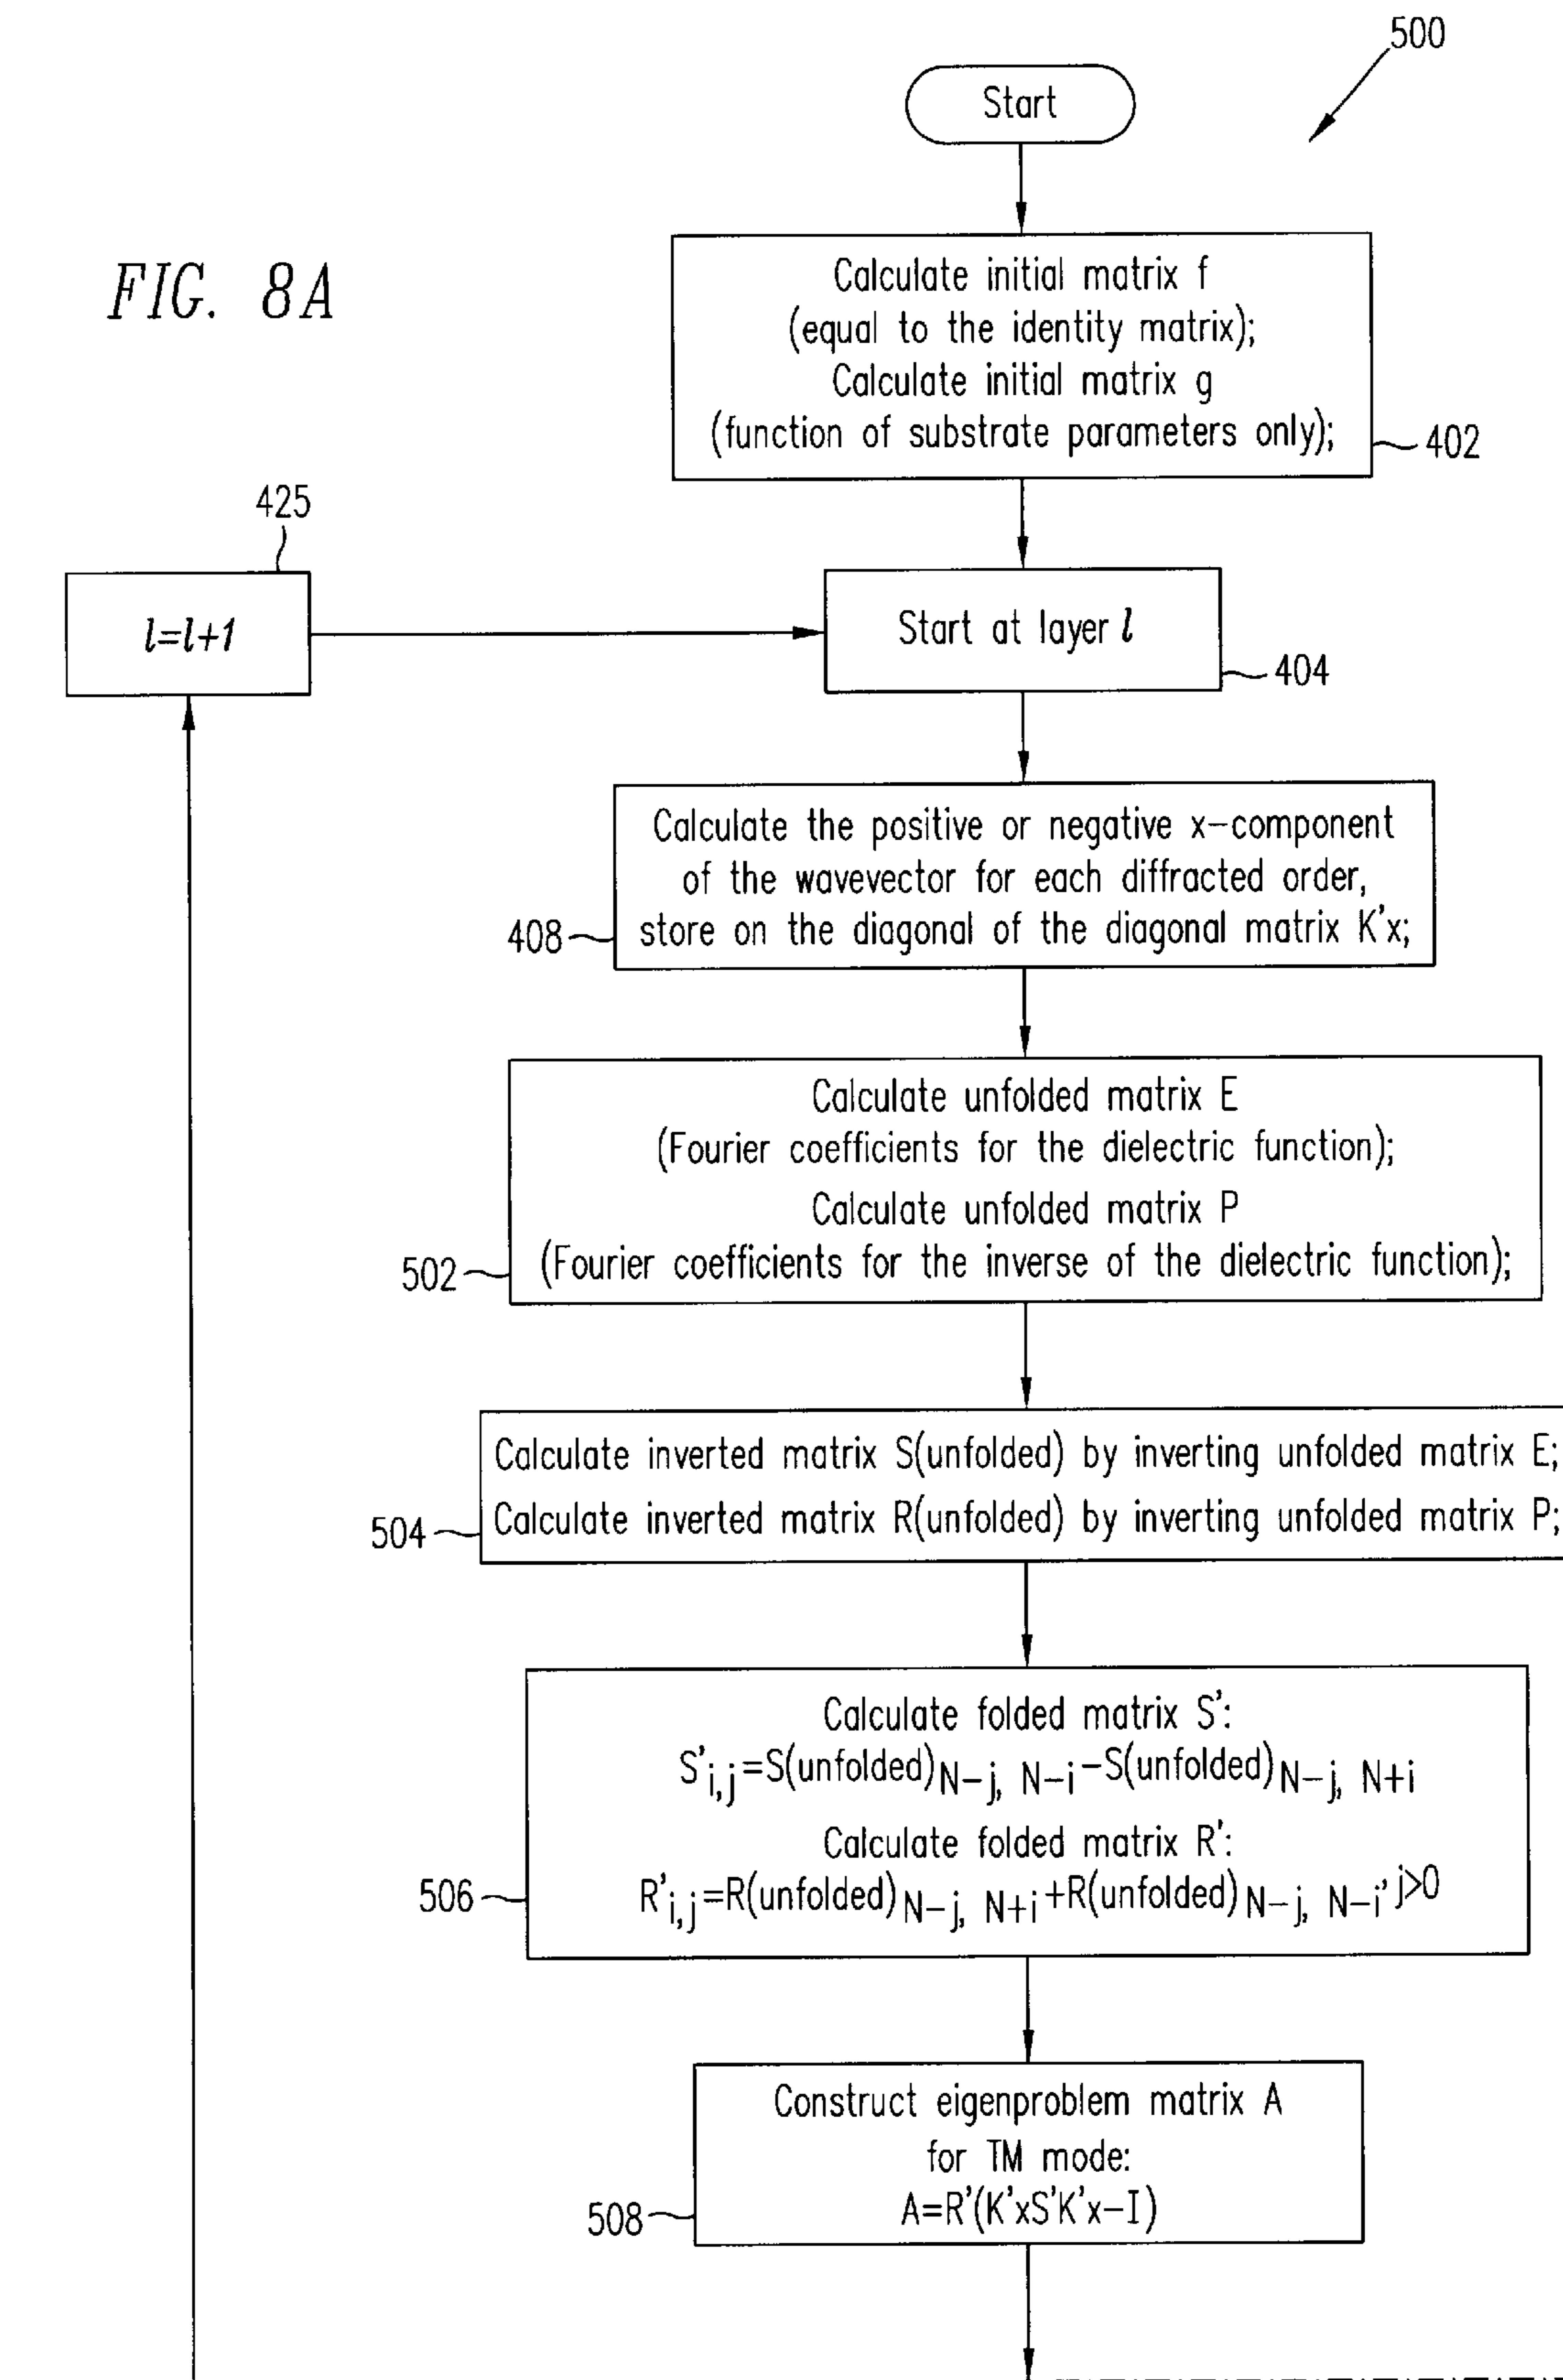 500
Start
FIG. 8A
Calculate initial matrix f
(equal to the identity matrix);
Calculate initial matrix g
(function of substrate parameters only);
402
425
l=l+1
Start at layer l
404
Calculate the positive or negative x-component
of the wavevector for each diffracted order,
store on the diagonal of the diagonal matrix K'x;
408
Calculate unfolded matrix E
(Fourier coefficients for the dielectric function);
Calculate unfolded matrix P
(Fourier coefficients for the inverse of the dielectric function);
502
Calculate inverted matrix S(unfolded) by inverting unfolded matrix E;
Calculate inverted matrix R(unfolded) by inverting unfolded matrix P;
504
Calculate folded matrix S':
S'i,j=S(unfolded)N-j, N-i-S(unfolded)N-j, N+i
Calculate folded matrix R':
R'i,j=R(unfolded)N-j, N+i+R(unfolded)N-j, N-i, j>0
506
Construct eigenproblem matrix A
for TM mode:
A=R'(K'xS'K'x-I)
508